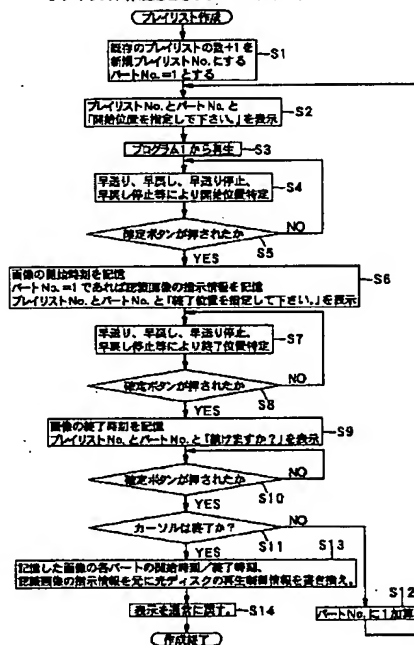 プレイリスト作成
既存のプレイリストの数+1を
新規プレイリストNo.にする
パートNo.=1とする
S1
プレイリストNo.とパートNo.と
「開始位置を指定して下さい。」を表示
S2
プログラム1から再生
S3
早送り、早戻し、早送り停止、
早戻し停止等により開始位置特定
S4
確定ボタンが押されたか
NO
S5
YES
画像の開始時刻を記憶
パートNo.=1であれば記録画像の指示情報を記憶
プレイリストNo.とパートNo.と「終了位置を指定して下さい。」を表示
S6
早送り、早戻し、早送り停止、
早戻し停止等により終了位置特定
S7
確定ボタンが押されたか
NO
S8
YES
画像の終了時刻を記憶
プレイリストNo.とパートNo.と「続けますか?」を表示
S9
確定ボタンが押されたか
NO
S10
YES
カーソルは終了か?
NO
S11
YES
S13
記憶した画像の各パートの開始時刻/終了時刻、
記録画像の指示情報を元に光ディスクの再生制御情報を書き換え。
S12
パートNo.に1加算
表示を通常に戻す。
S14
作成終了